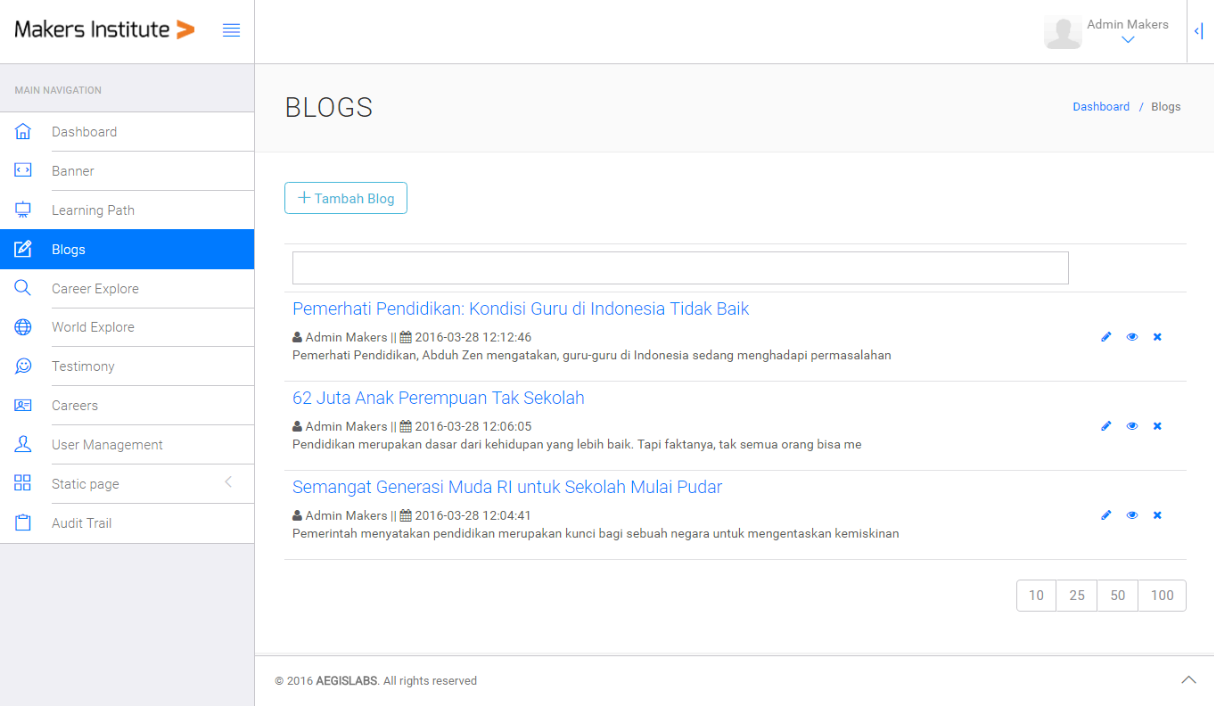 Makers Institute
Admin Makers
MAIN NAVIGATION
Dashboard
Banner
Learning Path
Blogs
Career Explore
World Explore
Testimony
Careers
User Management
Static page
Audit Trail
BLOGS
Dashboard / Blogs
+ Tambah Blog
Pemerhati Pendidikan: Kondisi Guru di Indonesia Tidak Baik
Admin Makers || 2016-03-28 12:12:46
Pemerhati Pendidikan, Abduh Zen mengatakan, guru-guru di Indonesia sedang menghadapi permasalahan
62 Juta Anak Perempuan Tak Sekolah
Admin Makers || 2016-03-28 12:06:05
Pendidikan merupakan dasar dari kehidupan yang lebih baik. Tapi faktanya, tak semua orang bisa me
Semangat Generasi Muda RI untuk Sekolah Mulai Pudar
Admin Makers || 2016-03-28 12:04:41
Pemerintah menyatakan pendidikan merupakan kunci bagi sebuah negara untuk mengentaskan kemiskinan
10 25 50 100
© 2016 AEGISLABS. All rights reserved